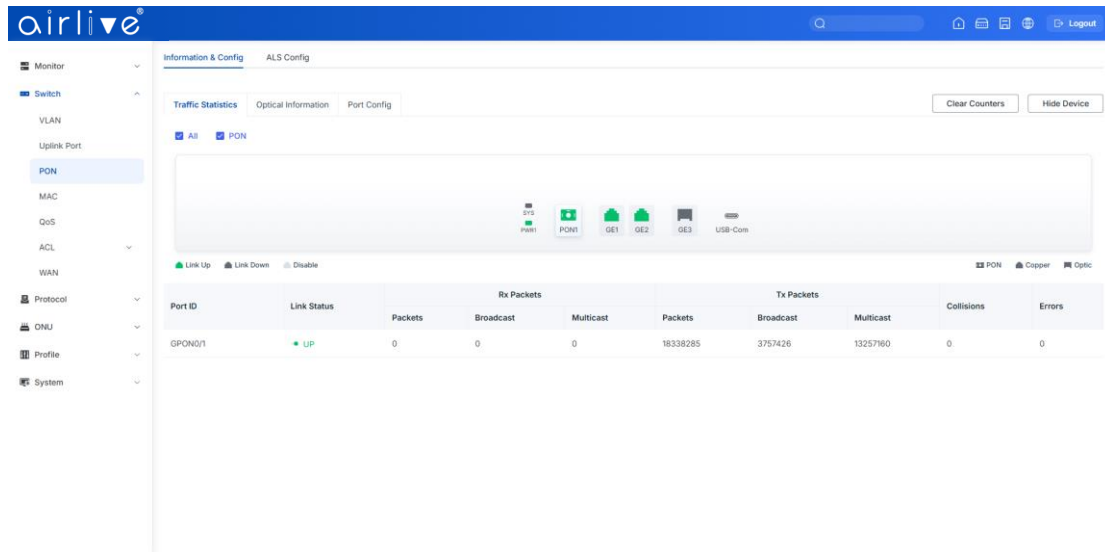 airlive®
Logout
Monitor
Switch
VLAN
Uplink Port
PON
MAC
QoS
ACL
WAN
Protocol
ONU
Profile
System
Information & Config ALS Config
Traffic Statistics Optical Information Port Config Clear Counters Hide Device
All PON
SYS
PWR1 PON1 GE1 GE2 GE3 USB-Com
Link Up Link Down Disable PON Copper Optic
Port ID Link Status Rx Packets Tx Packets Collisions Errors
Packets Broadcast Multicast Packets Broadcast Multicast
GPON0/1 UP 0 0 0 18338285 3757426 13257160 0 0